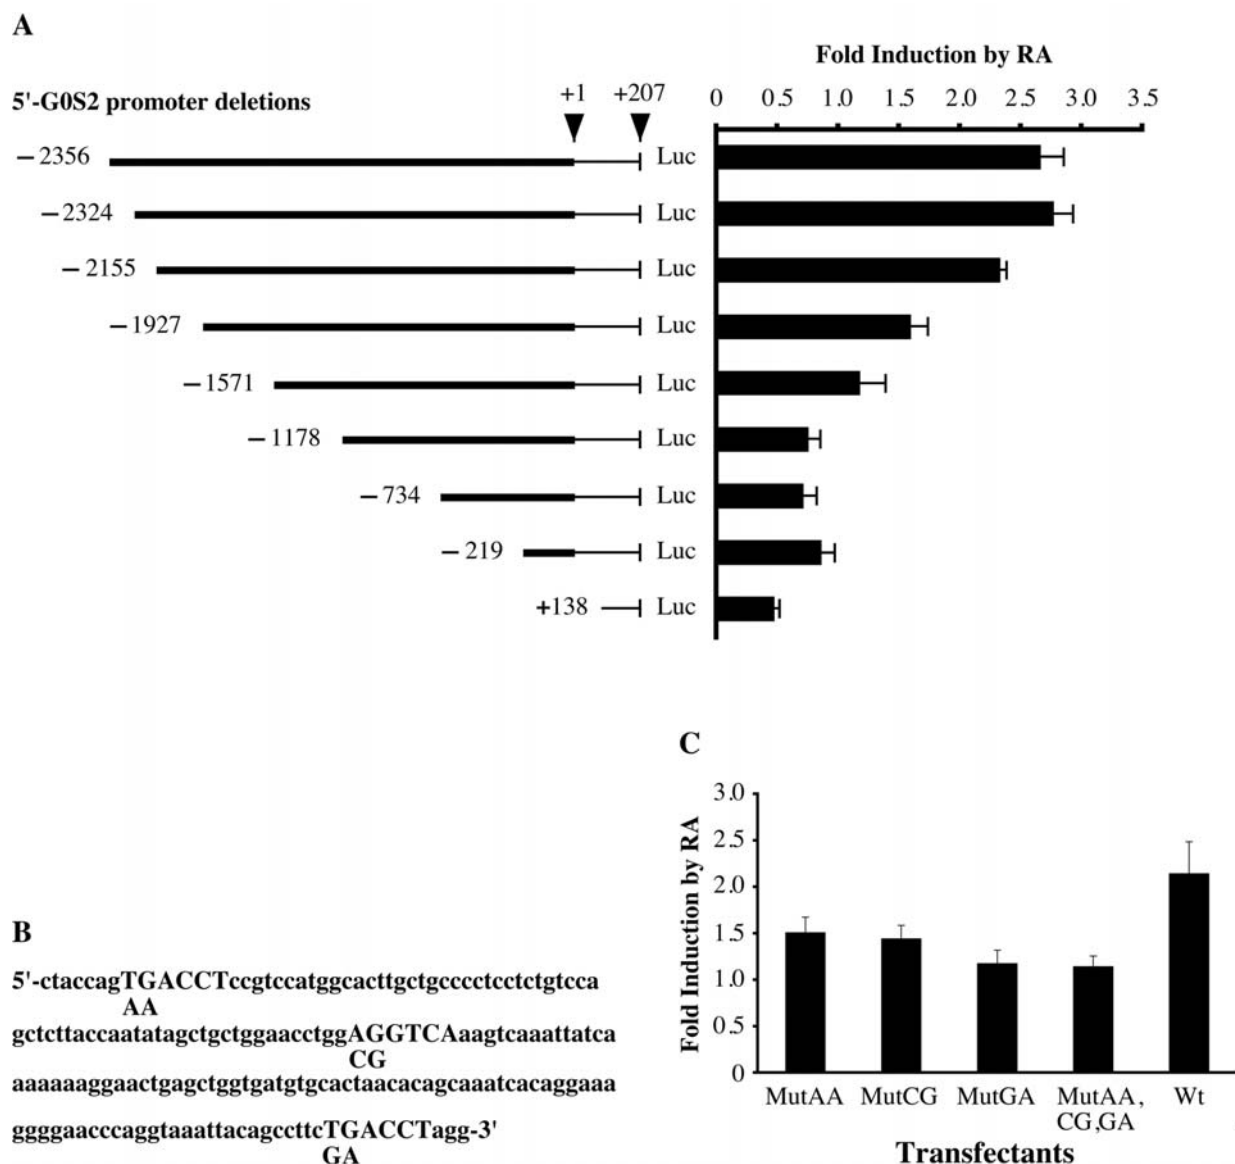 A
Fold Induction by RA
5'-G0S2 promoter deletions
+1 +207
0 0.5 1.0 1.5 2.0 2.5 3.0 3.5
−2356 Luc
−2324 Luc
−2155 Luc
−1927 Luc
−1571 Luc
−1178 Luc
−734 Luc
−219 Luc
+138 Luc
B
5'-ctaccagTGACCTccgtccatggcacttgctgcccctcctctgtcca
AA
gctcttaccaatatagctgctggaacctggAGGTCAaagtcaaattatca
CG
aaaaaaggaactgagctggtgatgtgcactaacacagcaaatcacaggaaa
ggggaacccaggtaaattacagccttcTGACCTagg-3'
GA
C
Fold Induction by RA
3.0
2.5
2.0
1.5
1.0
0.5
0
MutAA MutCG MutGA MutAA, CG,GA Wt
Transfectants